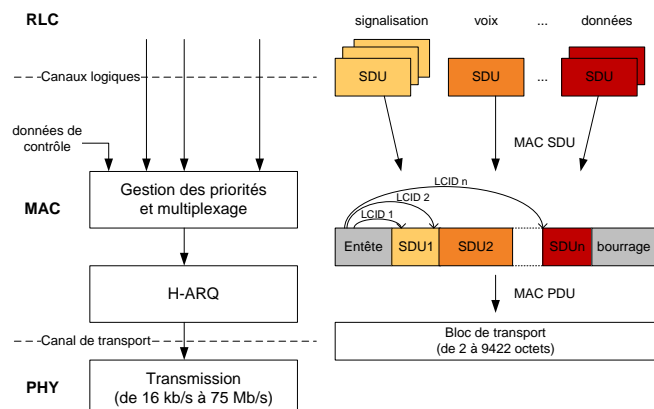 RLC
signalisation
voix
...
données
SDU
SDU
...
SDU
Canaux logiques
données de
contrôle
MAC SDU
MAC
Gestion des priorités
et multiplexage
LCID n
LCID 2
LCID 1
Entête
SDU1
SDU2
SDUn
bourrage
H-ARQ
MAC PDU
Canal de transport
Bloc de transport
(de 2 à 9422 octets)
PHY
Transmission
(de 16 kb/s à 75 Mb/s)